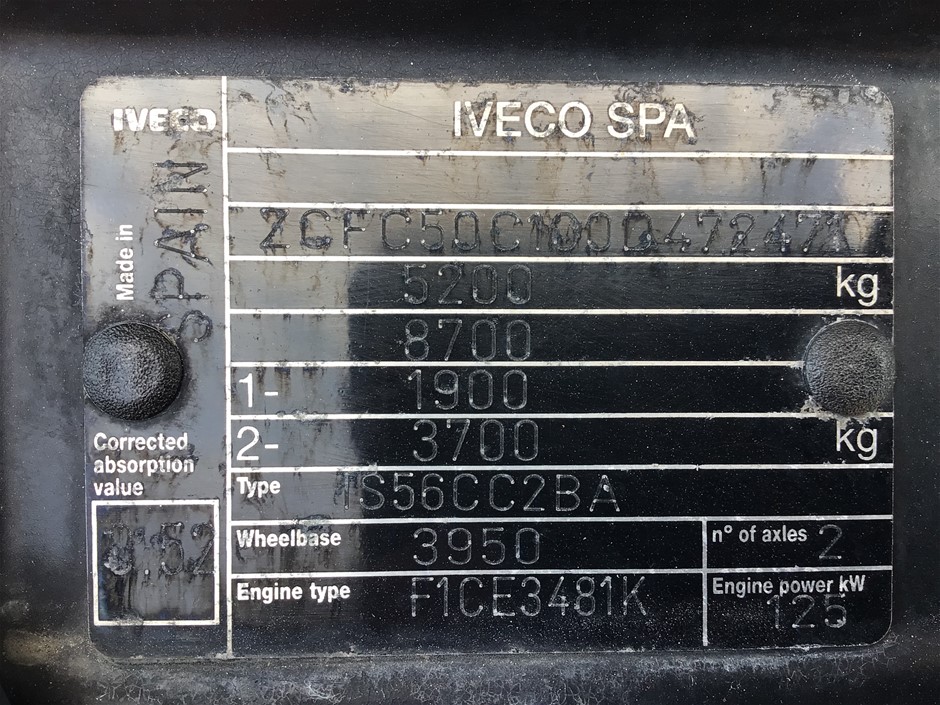 IVECO
IVECO SPA
Made in
SPAIN
5200 kg
8700
1- 1900
2- 3700 kg
Corrected
absorption
value
Type IS56CC2BA
Wheelbase 3950
n° of axles 2
Engine type F1CE3481K
Engine power kW
125